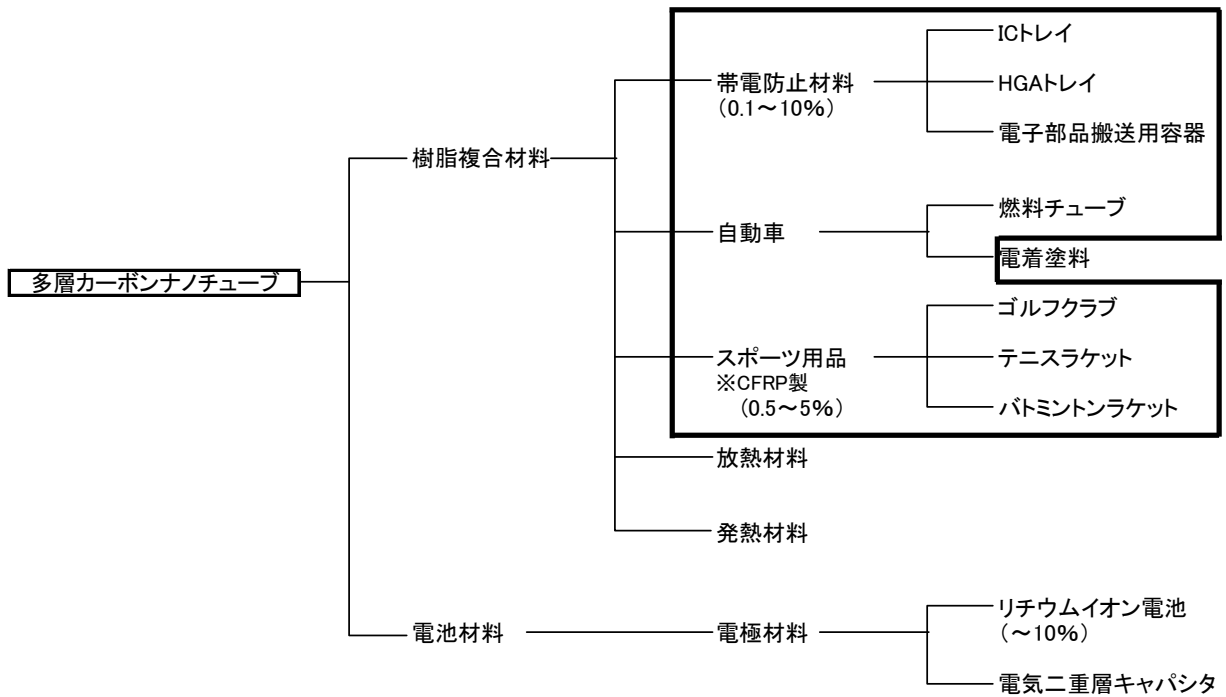 多層カーボンナノチューブ
樹脂複合材料
帯電防止材料
(0.1～10%)
ICトレイ
HGAトレイ
電子部品搬送用容器
自動車
燃料チューブ
電着塗料
スポーツ用品
※CFRP製
(0.5～5%)
ゴルフクラブ
テニスラケット
バトミントンラケット
放熱材料
発熱材料
電池材料
電極材料
リチウムイオン電池
(～10%)
電気二重層キャパシタ